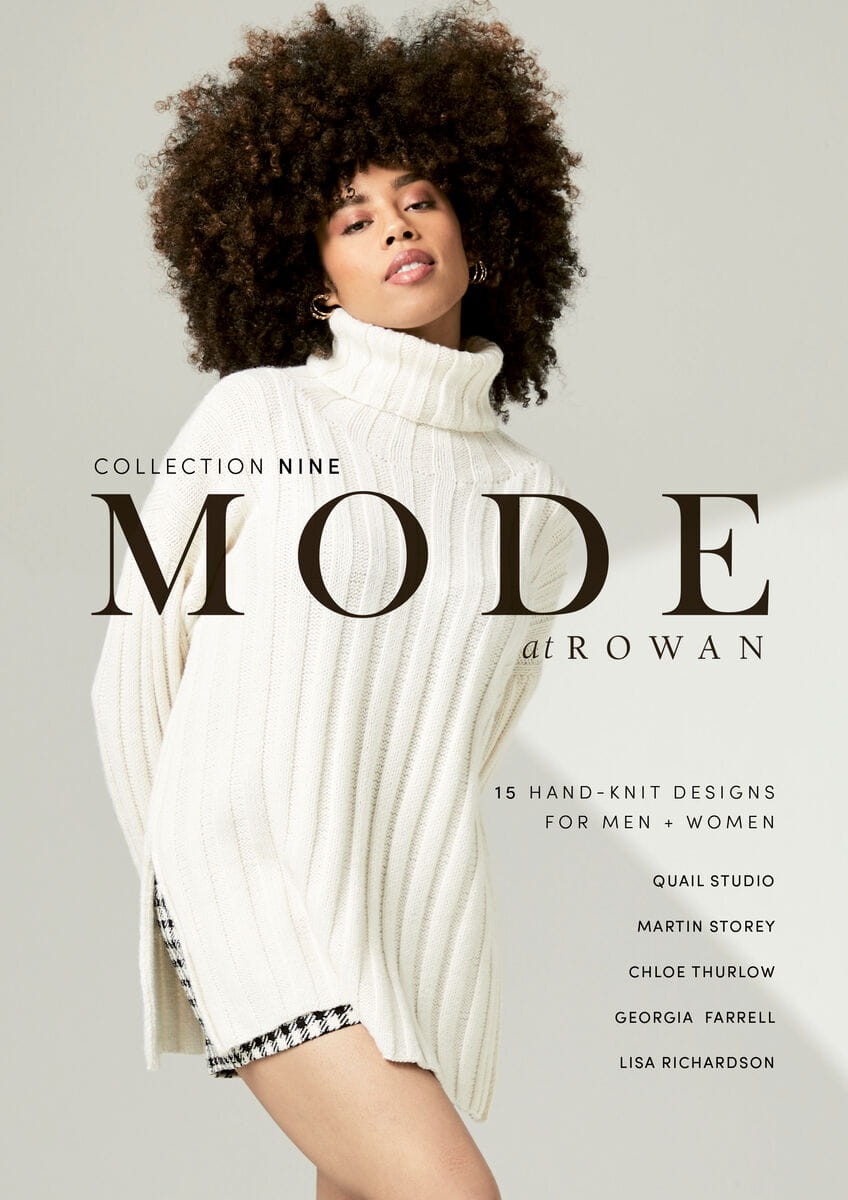 COLLECTION NINE
MODE
at ROWAN
15 HAND-KNIT DESIGNS
FOR MEN + WOMEN
QUAIL STUDIO
MARTIN STOREY
CHLOE THURLOW
GEORGIA FARRELL
LISA RICHARDSON